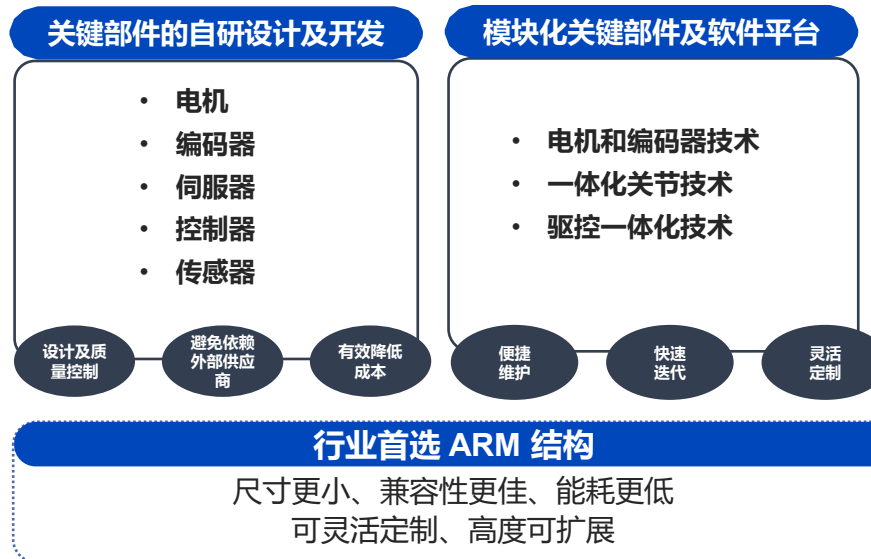 关键部件的自研设计及开发
• 电机
• 编码器
• 伺服器
• 控制器
• 传感器
设计及质
量控制
避免依赖
外部供应
商
有效降低
成本
模块化关键部件及软件平台
• 电机和编码器技术
• 一体化关节技术
• 驱控一体化技术
便捷
维护
快速
迭代
灵活
定制
行业首选 ARM 结构
尺寸更小、兼容性更佳、能耗更低
可灵活定制、高度可扩展